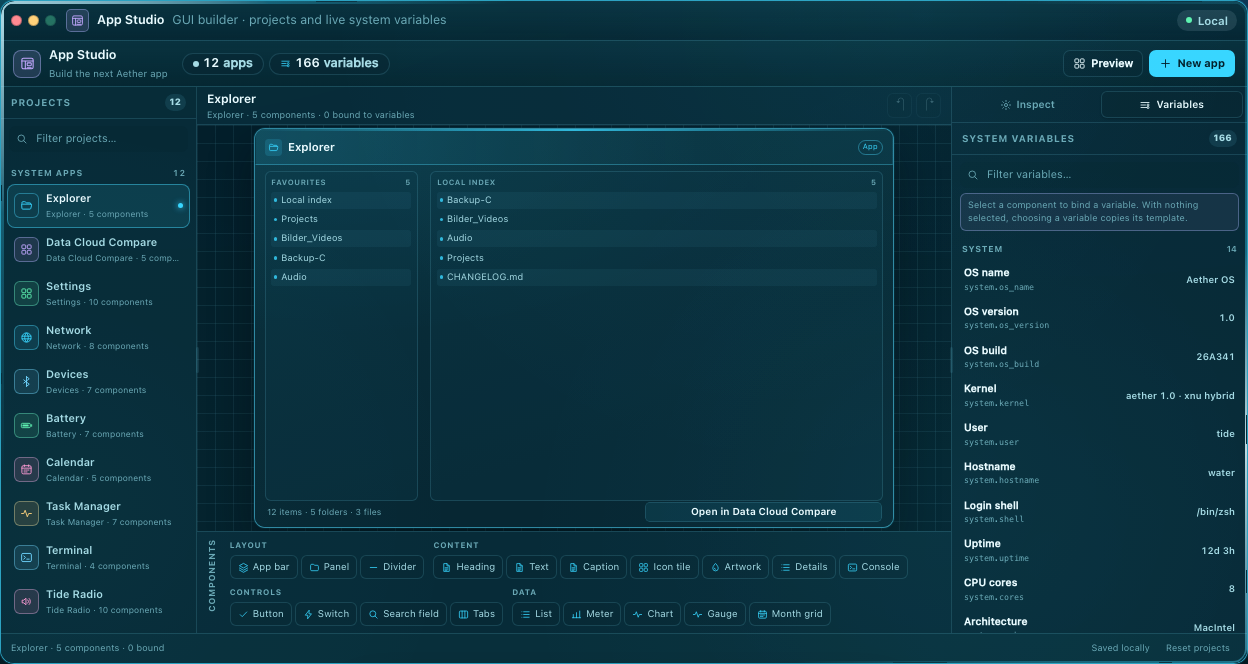 App Studio GUI builder · projects and live system variables
Local
App Studio
Build the next Aether app
12 apps
166 variables
Preview
New app
PROJECTS 12
Filter projects...
SYSTEM APPS 12
Explorer
Explorer · 5 components
Data Cloud Compare
Data Cloud Compare · 5 comp...
Settings
Settings · 10 components
Network
Network · 8 components
Devices
Devices · 7 components
Battery
Battery · 7 components
Calendar
Calendar · 5 components
Task Manager
Task Manager · 7 components
Terminal
Terminal · 4 components
Tide Radio
Tide Radio · 10 components
Explorer
Explorer · 5 components · 0 bound to variables
Explorer
App
FAVOURITES 5
Local index
Projects
Bilder_Videos
Backup-C
Audio
LOCAL INDEX 5
Backup-C
Bilder_Videos
Audio
Projects
CHANGELOG.md
12 items · 5 folders · 3 files
Open in Data Cloud Compare
COMPONENTS
LAYOUT
App bar
Panel
Divider
CONTENT
Heading
Text
Caption
Icon tile
Artwork
Details
Console
CONTROLS
Button
Switch
Search field
Tabs
DATA
List
Meter
Chart
Gauge
Month grid
Inspect
Variables
SYSTEM VARIABLES 166
Filter variables...
Select a component to bind a variable. With nothing
selected, choosing a variable copies its template.
SYSTEM 14
OS name
system.os_name
Aether OS
OS version
system.os_version
1.0
OS build
system.os_build
26A341
Kernel
system.kernel
aether 1.0 · xnu hybrid
User
system.user
tide
Hostname
system.hostname
water
Login shell
system.shell
/bin/zsh
Uptime
system.uptime
12d 3h
CPU cores
system.cores
8
Architecture
MacIntel
Explorer · 5 components · 0 bound
Saved locally
Reset projects